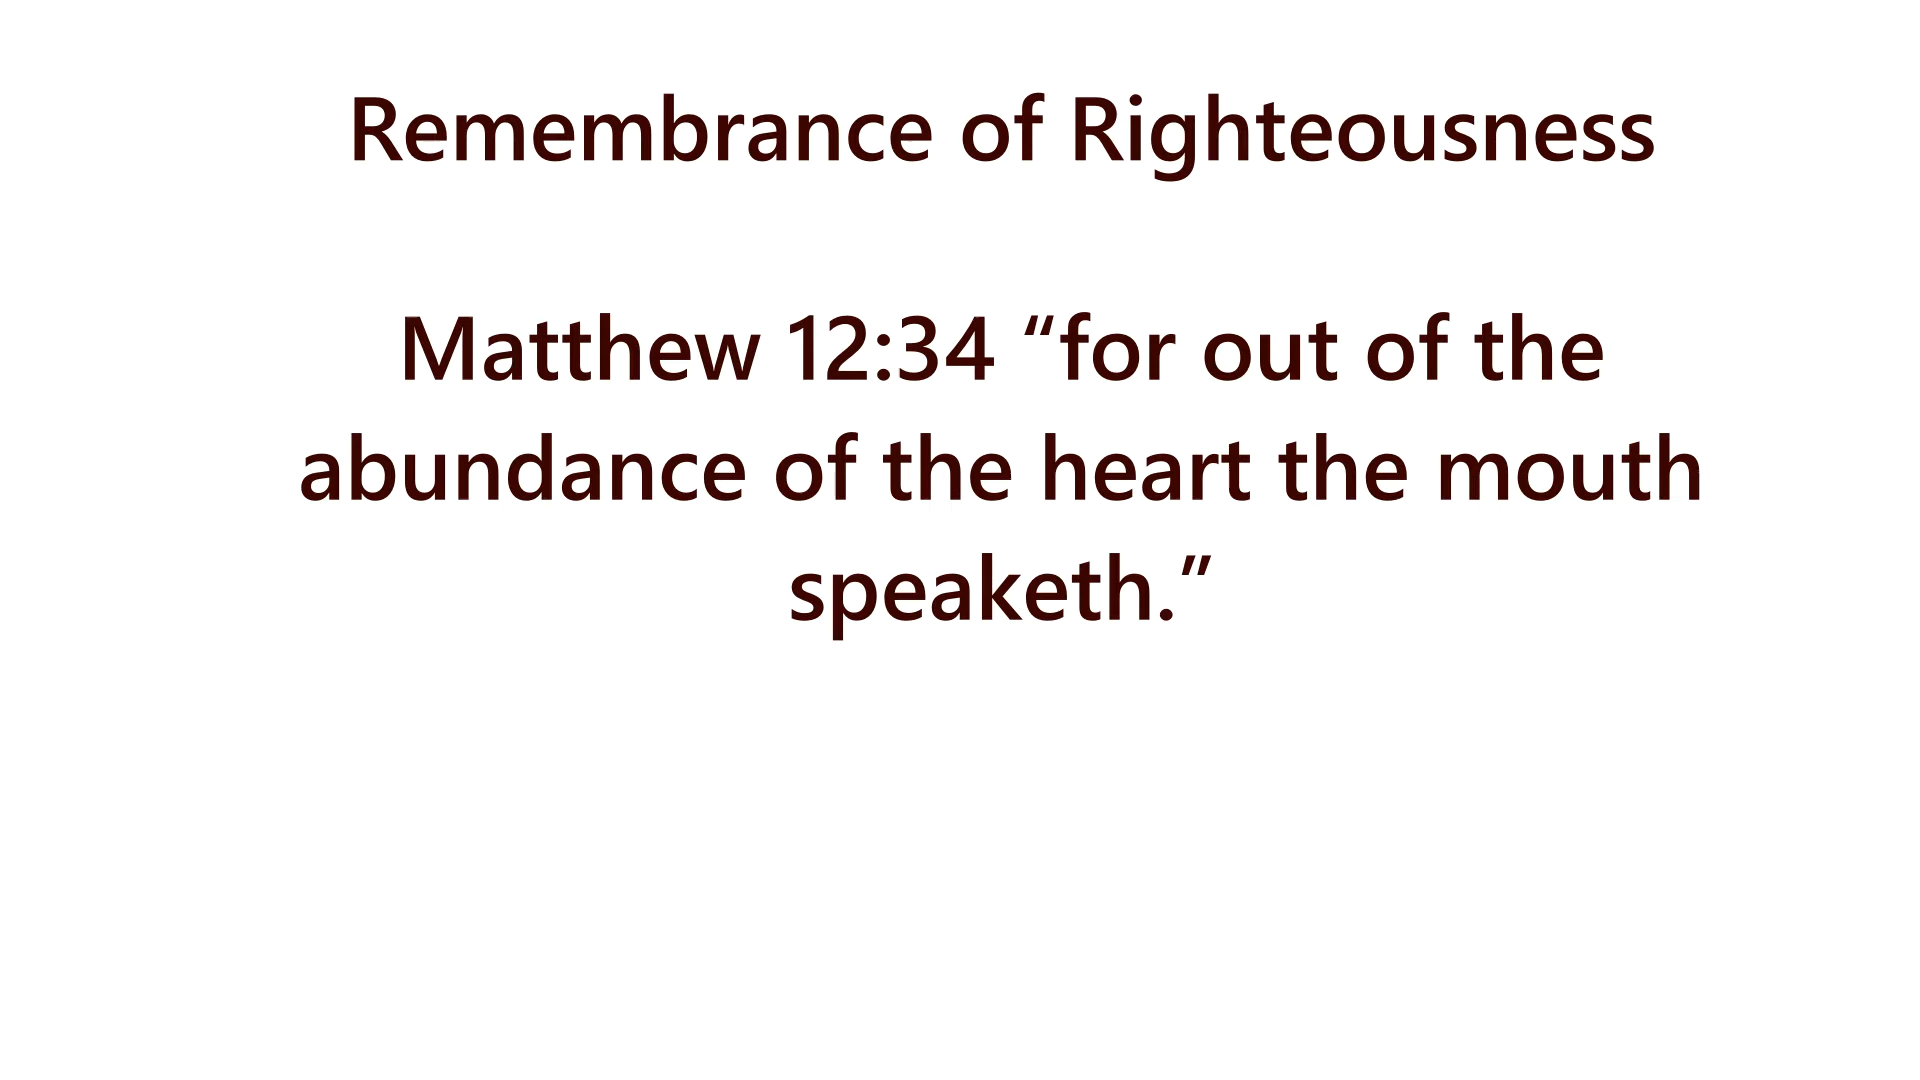 Remembrance of Righteousness
Matthew 12:34 “for out of the
abundance of the heart the mouth
speaketh.”